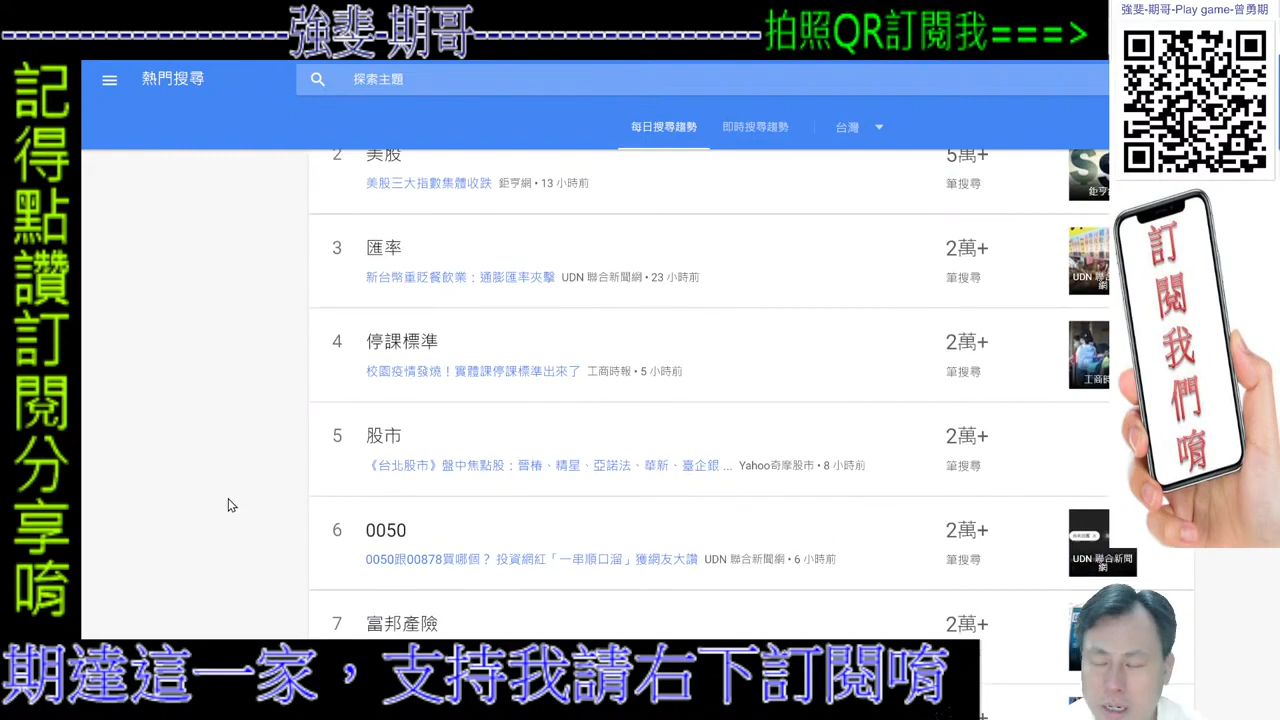 --------------------強斐-期哥--------------------拍照QR訂閱我===>
強斐-期哥-Play game-曾勇期
記得點讚訂閱分享唷
熱門搜尋
探索主題
每日搜尋趨勢 即時搜尋趨勢 台灣
2 美股 5萬+
美股三大指數集體收跌 鉅亨網 • 13 小時前 筆搜尋
3 匯率 2萬+
新台幣重貶餐飲業：通膨匯率夾擊 UDN 聯合新聞網 • 23 小時前 筆搜尋
UDN 聯合新聞網
4 停課標準 2萬+
校園疫情發燒！實體課停課標準出來了 工商時報 • 5 小時前 筆搜尋
5 股市 2萬+
《台北股市》盤中焦點股：晉椿、精星、亞諾法、華新、臺企銀 ... Yahoo奇摩股市 • 8 小時前 筆搜尋
6 0050 2萬+
0050跟00878買哪個？ 投資網紅「一串順口溜」獲網友大讚 UDN 聯合新聞網 • 6 小時前 筆搜尋
UDN 聯合新聞網
7 富邦產險 2萬+
訂閱我們唷
期達這一家，支持我請右下訂閱唷